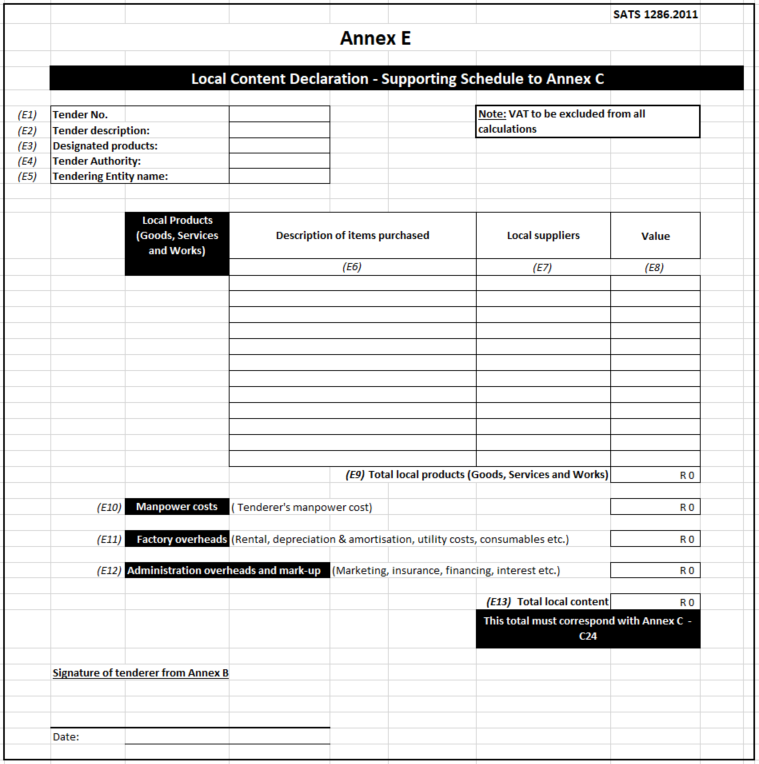 SATS 1286.2011
Annex E
Local Content Declaration - Supporting Schedule to Annex C
(E1) Tender No.
(E2) Tender description:
(E3) Designated products:
(E4) Tender Authority:
(E5) Tendering Entity name:
Note: VAT to be excluded from all
calculations
Local Products
(Goods, Services
and Works)
Description of items purchased
Local suppliers
Value
(E6)
(E7)
(E8)
(E9) Total local products (Goods, Services and Works) R 0
(E10) Manpower costs ( Tenderer's manpower cost) R 0
(E11) Factory overheads (Rental, depreciation & amortisation, utility costs, consumables etc.) R 0
(E12) Administration overheads and mark-up (Marketing, insurance, financing, interest etc.) R 0
(E13) Total local content R 0
This total must correspond with Annex C -
C24
Signature of tenderer from Annex B
Date: